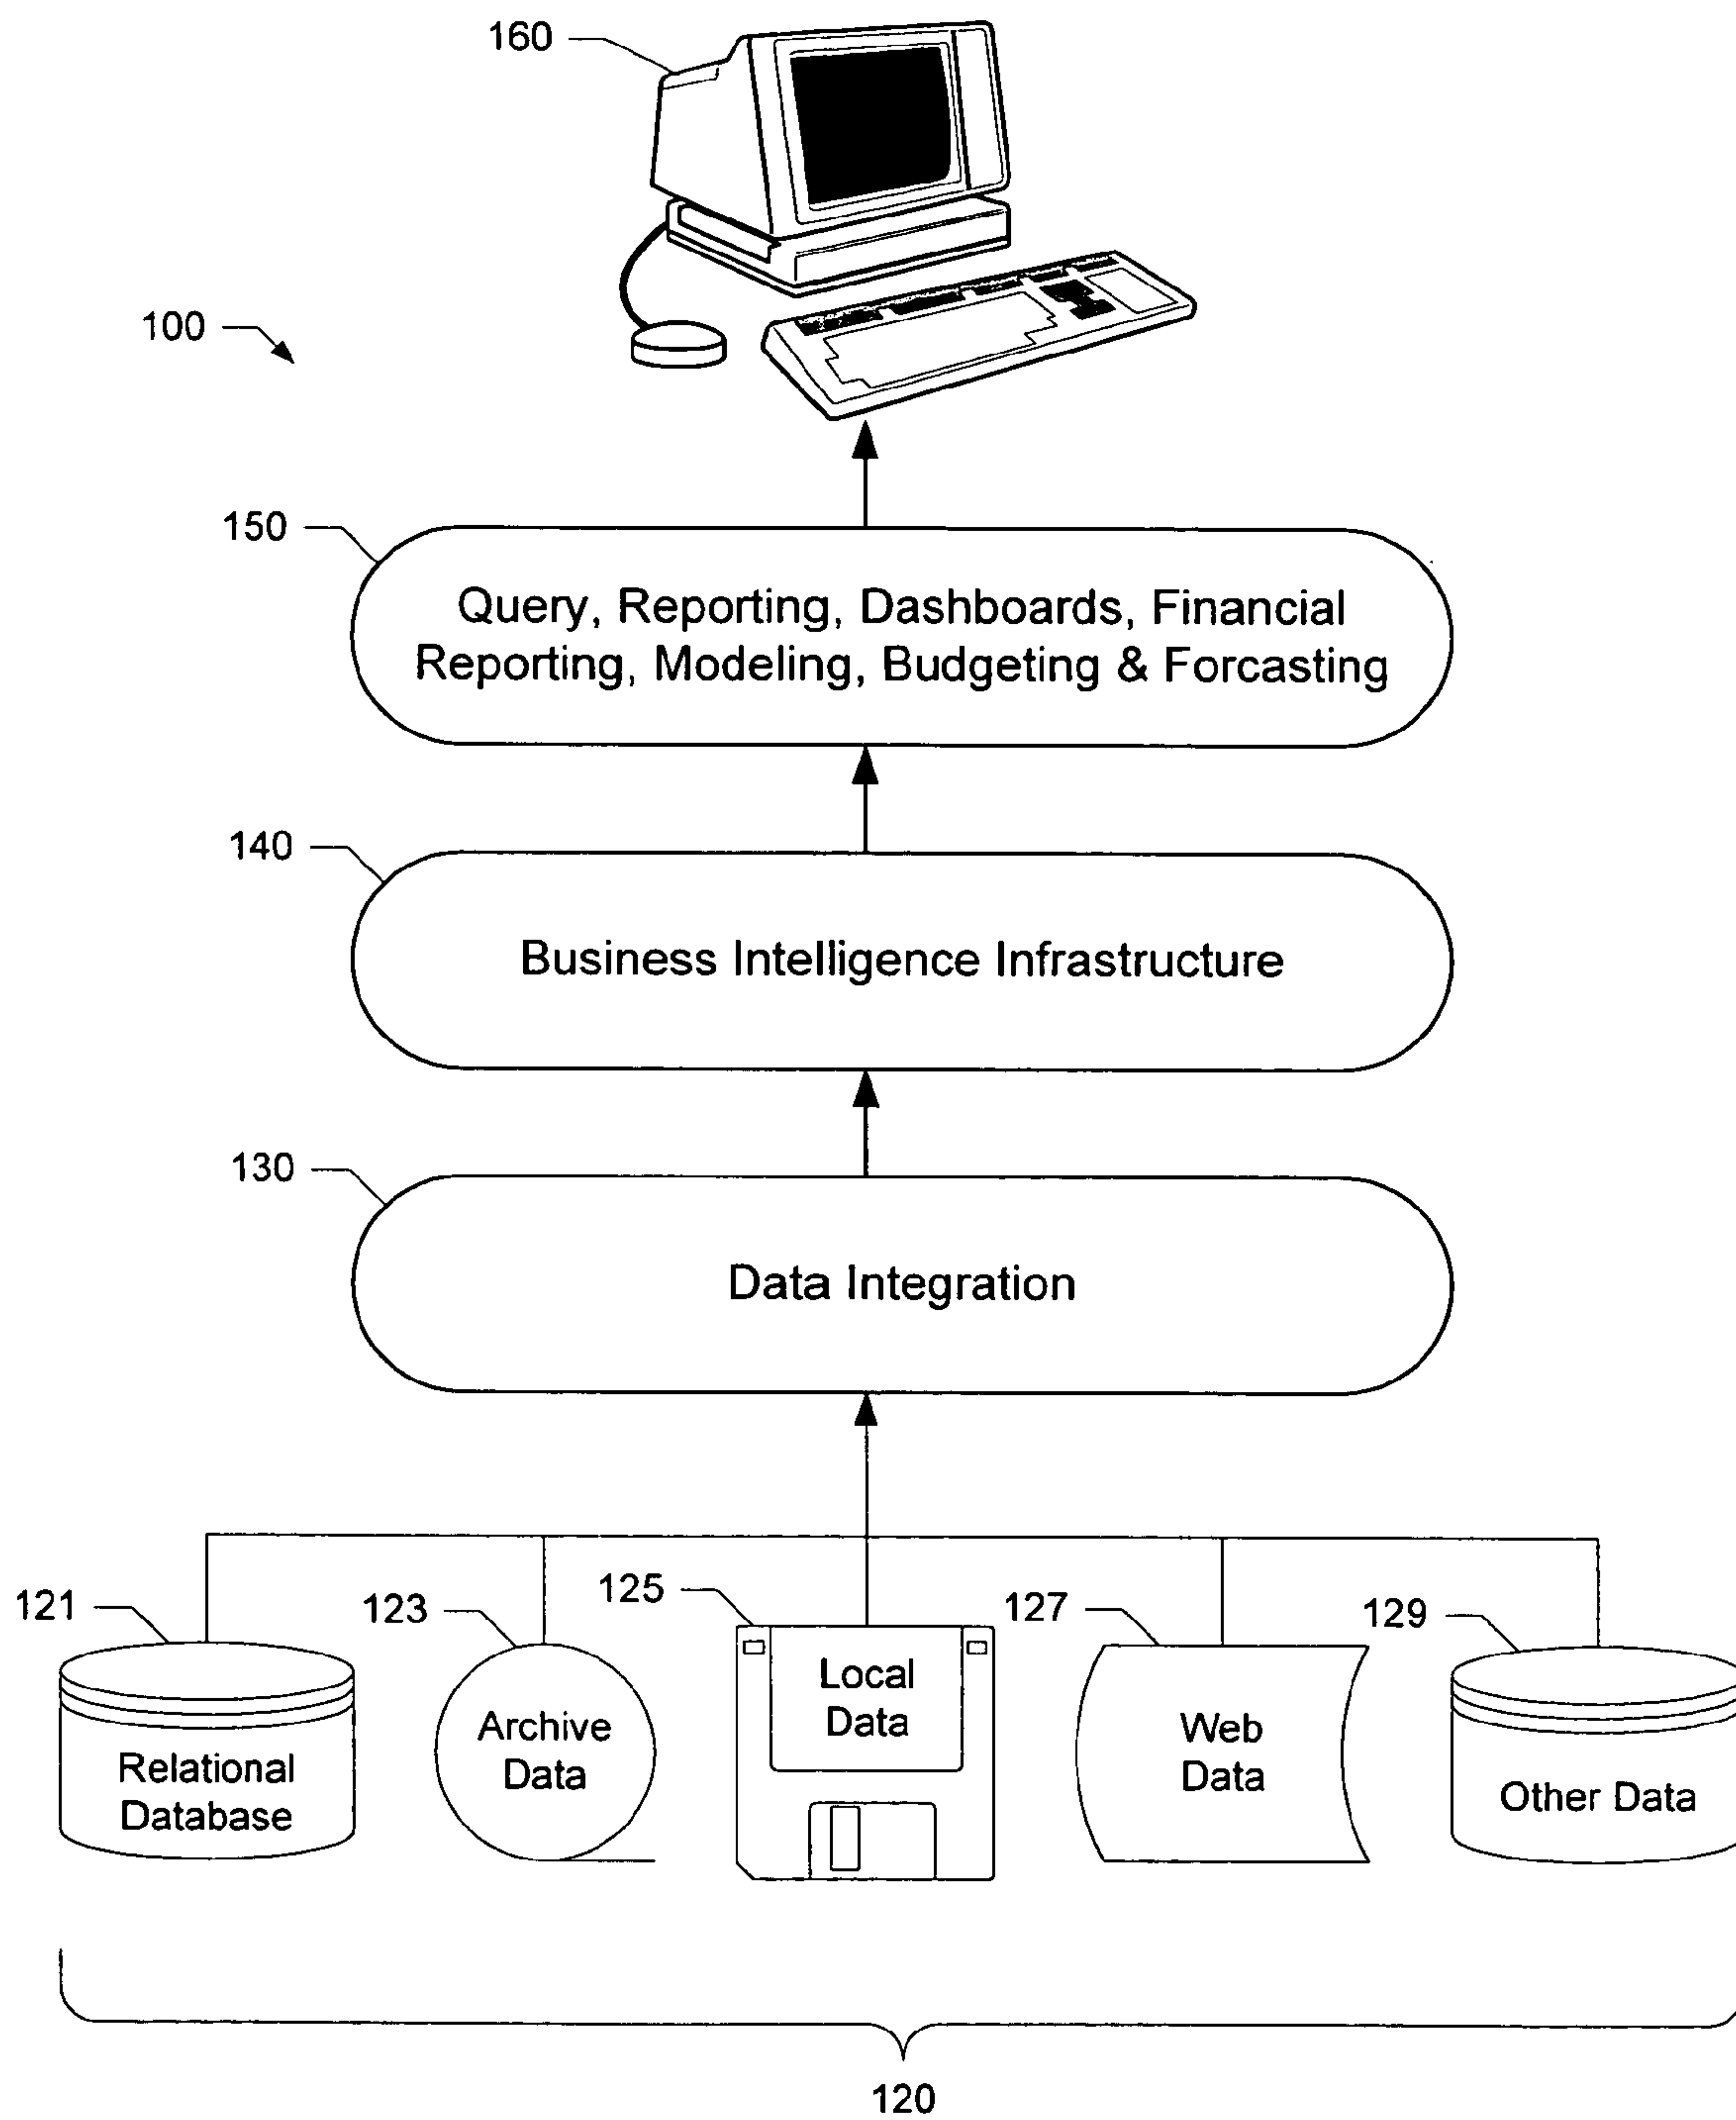 160
100
150
Query, Reporting, Dashboards, Financial
Reporting, Modeling, Budgeting & Forcasting
140
Business Intelligence Infrastructure
130
Data Integration
121
123
125
127
129
Relational
Database
Archive
Data
Local
Data
Web
Data
Other Data
120